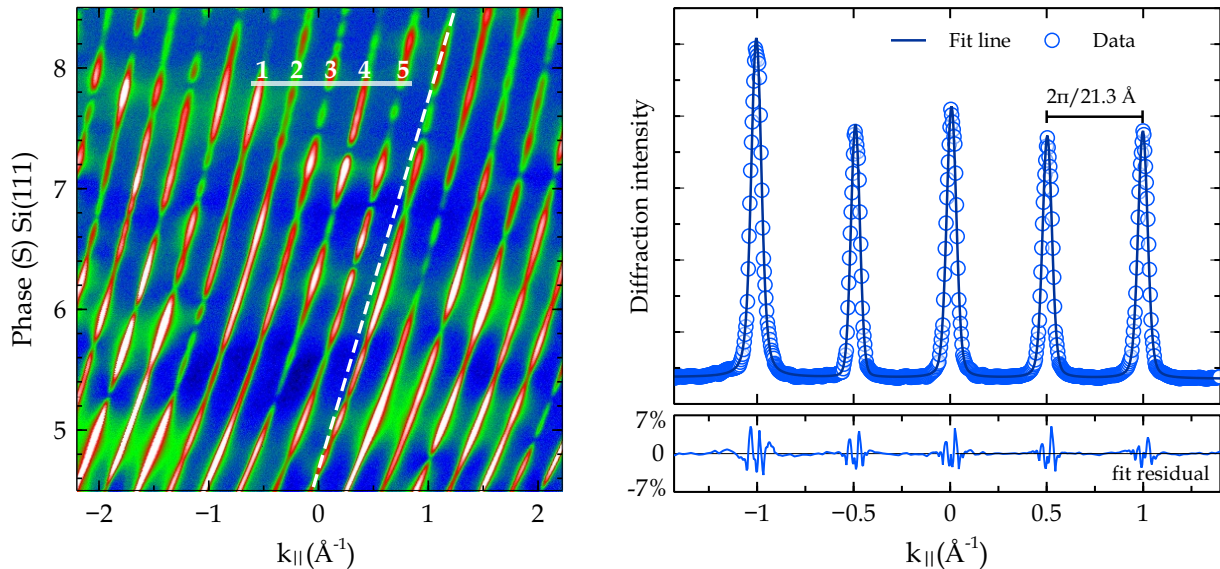 8
7
6
5
Phase (S) Si(111)
1 2 3 4 5
−2 −1 0 1 2
k||(Å⁻¹)
Fit line Data
2π/21.3 Å
Diffraction intensity
7%
0
-7%
fit residual
−1 −0.5 0 0.5 1
k||(Å⁻¹)